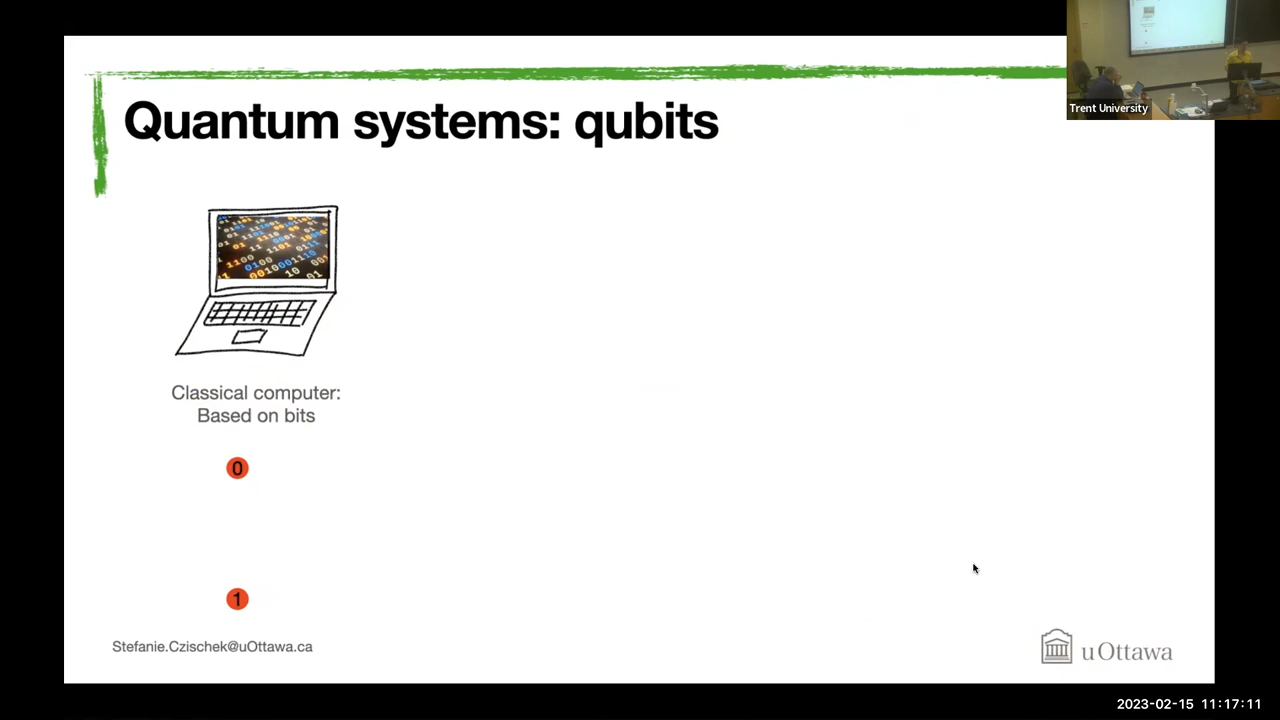 Trent University
Quantum systems: qubits
Classical computer:
Based on bits
0
1
Stefanie.Czischek@uOttawa.ca
uOttawa
2023-02-15 11:17:11